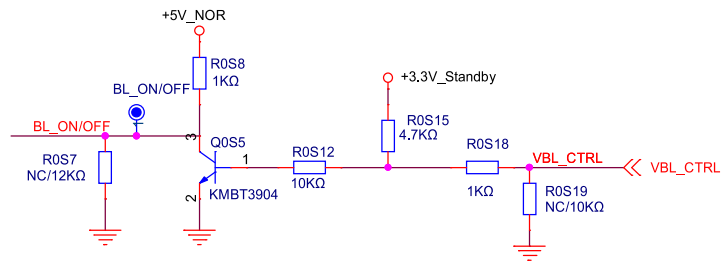 +5V_NOR
R0S8
1KΩ
BL_ON/OFF
+3.3V_Standby
R0S15
4.7KΩ
BL_ON/OFF
3
Q0S5
R0S7
NC/12KΩ
1
R0S12
10KΩ
R0S18
1KΩ
VBL_CTRL
VBL_CTRL
KMBT3904
2
R0S19
NC/10KΩ